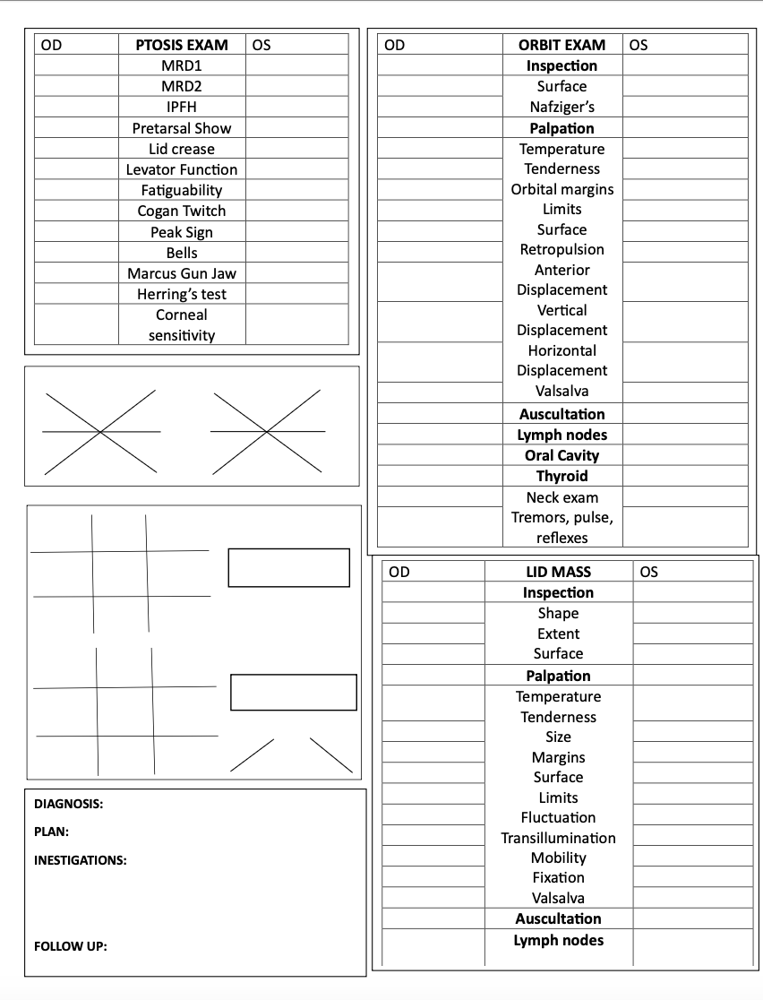 OD PTOSIS EXAM OS
MRD1
MRD2
IPFH
Pretarsal Show
Lid crease
Levator Function
Fatiguability
Cogan Twitch
Peak Sign
Bells
Marcus Gun Jaw
Herring’s test
Corneal
sensitivity
OD ORBIT EXAM OS
Inspection
Surface
Nafziger’s
Palpation
Temperature
Tenderness
Orbital margins
Limits
Surface
Retropulsion
Anterior
Displacement
Vertical
Displacement
Horizontal
Displacement
Valsalva
Auscultation
Lymph nodes
Oral Cavity
Thyroid
Neck exam
Tremors, pulse,
reflexes
OD LID MASS OS
Inspection
Shape
Extent
Surface
Palpation
Temperature
Tenderness
Size
Margins
Surface
Limits
Fluctuation
Transillumination
Mobility
Fixation
Valsalva
Auscultation
Lymph nodes
DIAGNOSIS:
PLAN:
INESTIGATIONS:
FOLLOW UP: